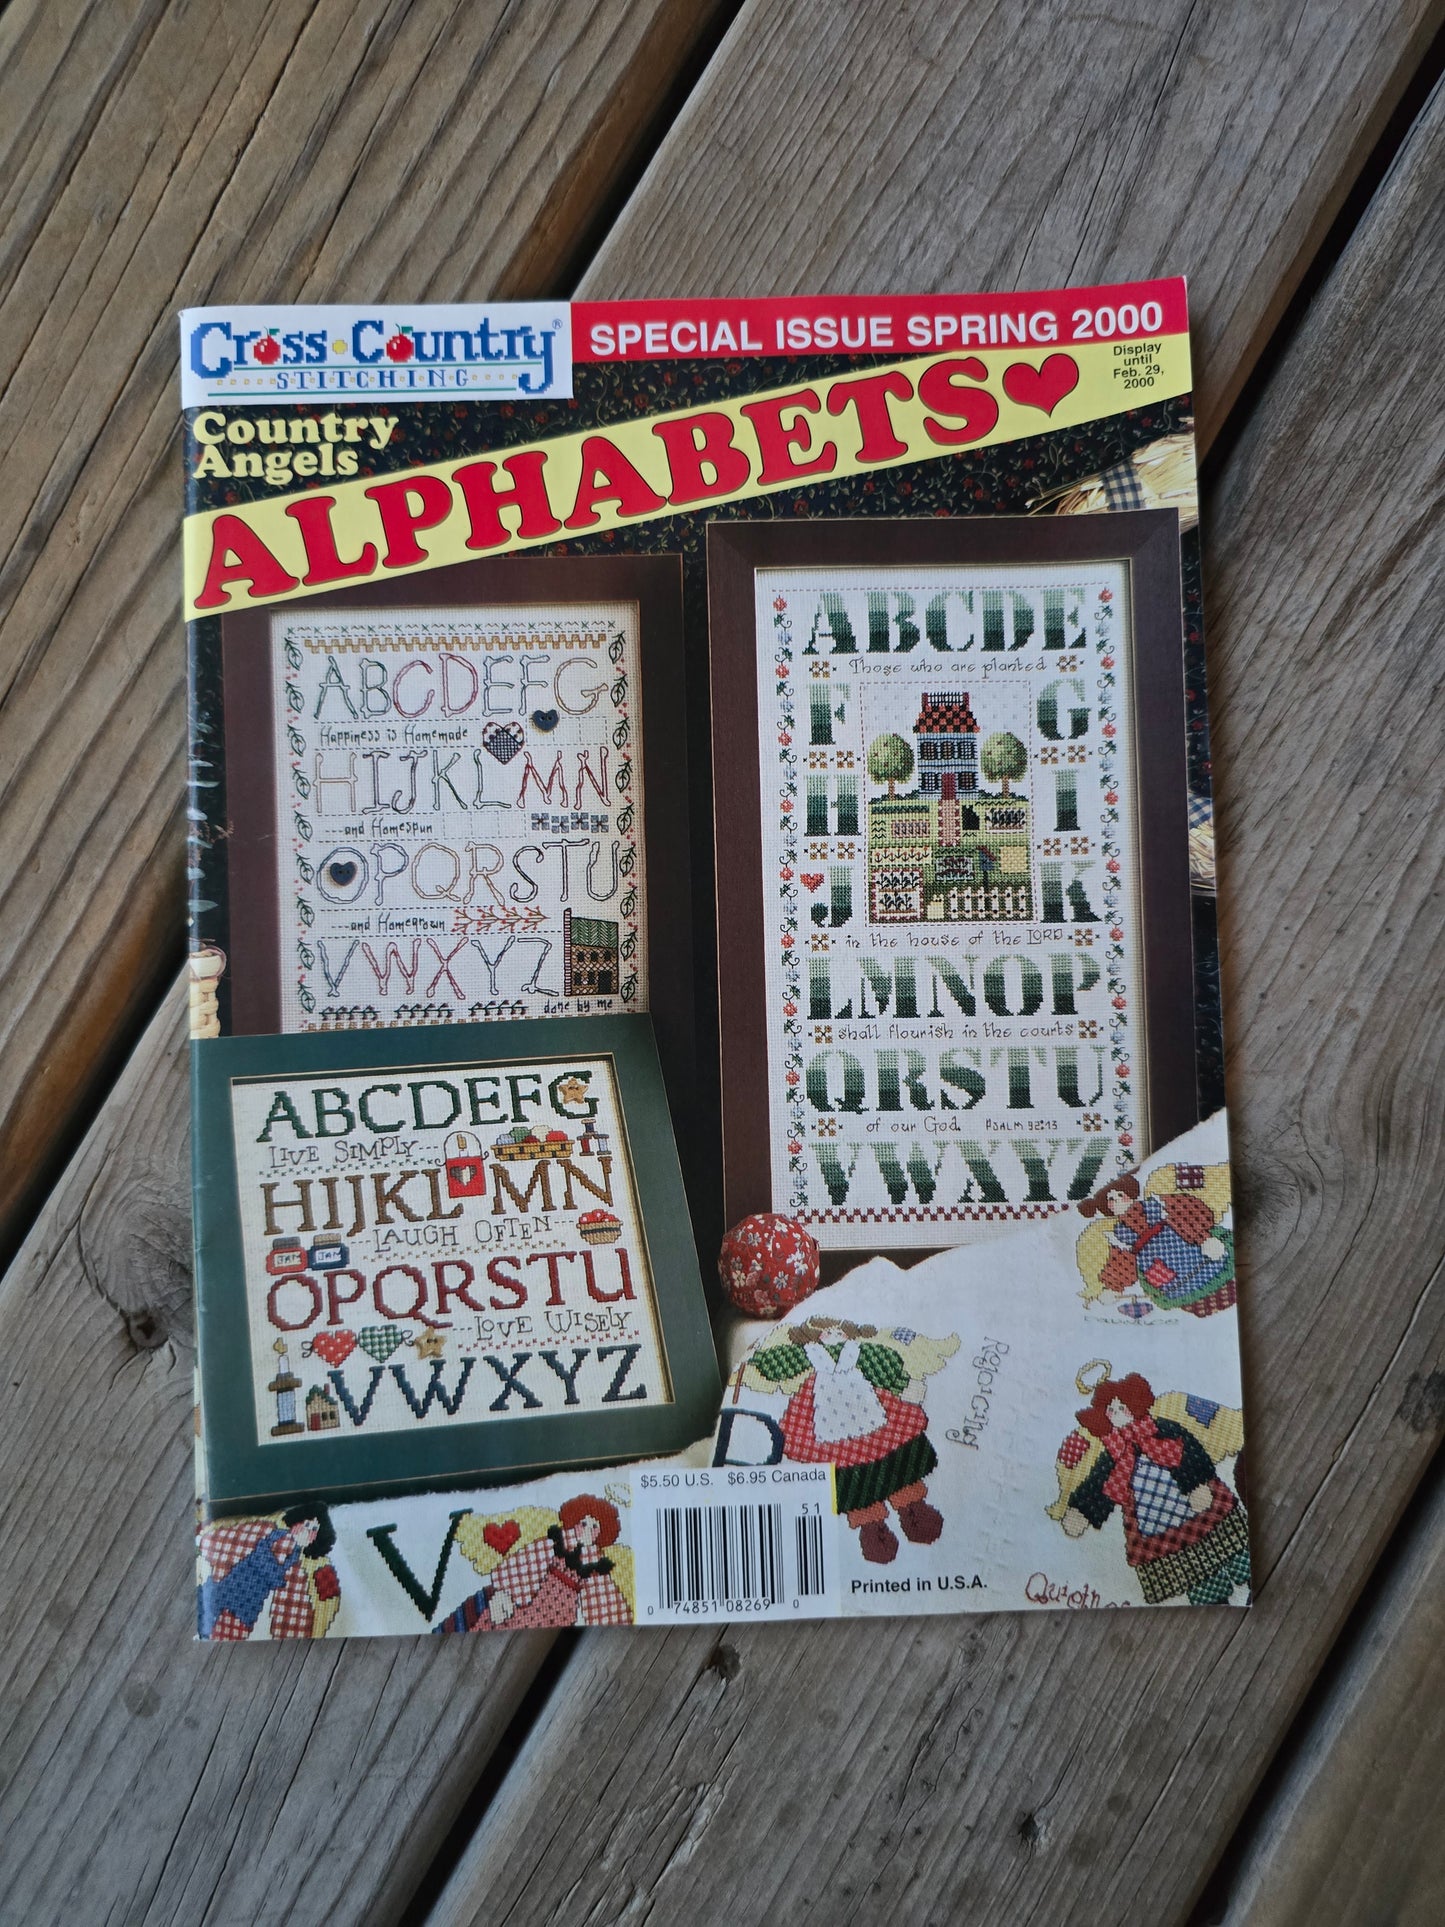 Cross·Country®
STITCHING
SPECIAL ISSUE SPRING 2000
Display
until
Feb. 29,
2000
Country
Angels
ALPHABETS
ABCDEFG
Happiness is Homemade
HIJKLMN
...and Homespun
OPQRSTU
...and Homegrown
VWXYZ
done by me
ABCDE
Those who are planted
F G
H I
J K
in the house of the LORD
LMNOP
shall flourish in the courts
QRSTU
of our God. PSALM 92:13
VWXYZ
ABCDEFG
LIVE SIMPLY...
HIJKLMN
...LAUGH OFTEN...
JAM JAM
OPQRSTU
...LOVE WISELY
VWXYZ
Rejoicing
V
$5.50 U.S. $6.95 Canada
51
0 74851 08269 0
Printed in U.S.A.